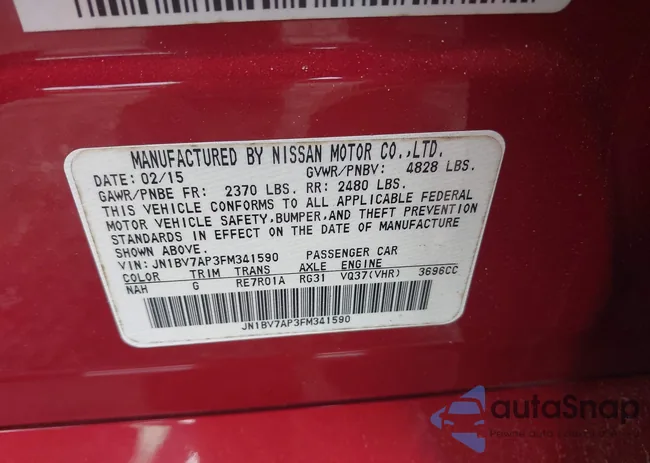 MANUFACTURED BY NISSAN MOTOR CO.,LTD.
DATE: 02/15 GVWR/PNBV: 4828 LBS.
GAWR/PNBE FR: 2370 LBS. RR: 2480 LBS.
THIS VEHICLE CONFORMS TO ALL APPLICABLE FEDERAL
MOTOR VEHICLE SAFETY,BUMPER,AND THEFT PREVENTION
STANDARDS IN EFFECT ON THE DATE OF MANUFACTURE
SHOWN ABOVE.
VIN: JN1BV7AP3FM341590 PASSENGER CAR
COLOR TRIM TRANS AXLE ENGINE
NAH G RE7R01A RG31 VQ37(VHR) 3696CC
JN1BV7AP3FM341590
autoSnap